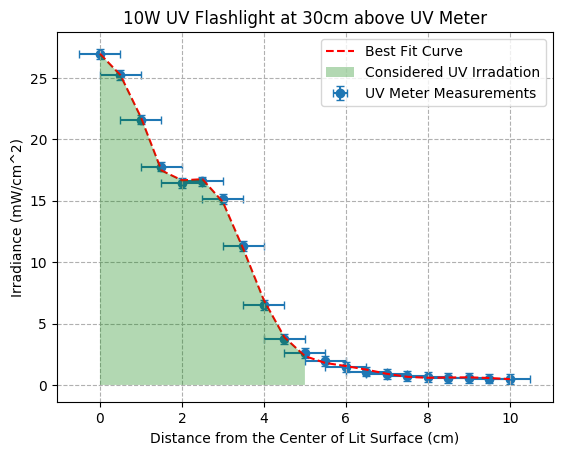 10W UV Flashlight at 30cm above UV Meter
Best Fit Curve
Considered UV Irradiation
UV Meter Measurements
Irradiance (mW/cm^2)
25
20
15
10
5
0
0 2 4 6 8 10
Distance from the Center of Lit Surface (cm)